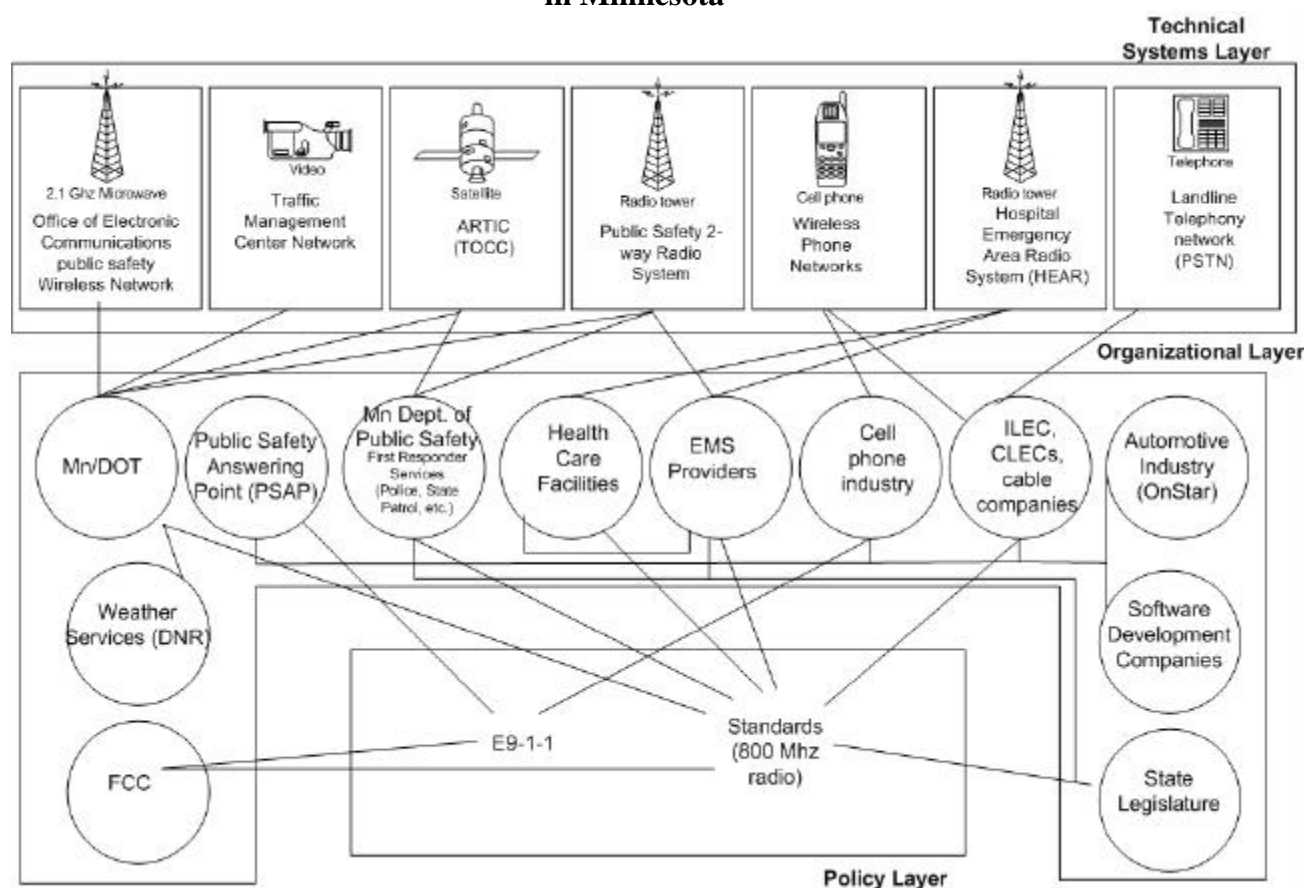 in Minnesota
Technical
Systems Layer
2.1 Ghz Microwave
Office of Electronic
Communications
public safety
Wireless Network
Video
Traffic
Management
Center Network
Satellite
ARTIC
(TOCC)
Radio tower
Public Safety 2-
way Radio
System
Cell phone
Wireless
Phone
Networks
Radio tower
Hospital
Emergency
Area Radio
System (HEAR)
Telephone
Landline
Telephony
network
(PSTN)
Organizational Layer
Mn/DOT
Public Safety
Answering
Point (PSAP)
Mn Dept. of
Public Safety
First Responder
Services
(Police, State
Patrol, etc.)
Health
Care
Facilities
EMS
Providers
Cell
phone
industry
ILEC,
CLECs,
cable
companies
Automotive
Industry
(OnStar)
Weather
Services (DNR)
Software
Development
Companies
FCC
E9-1-1
Standards
(800 Mhz
radio)
State
Legislature
Policy Layer